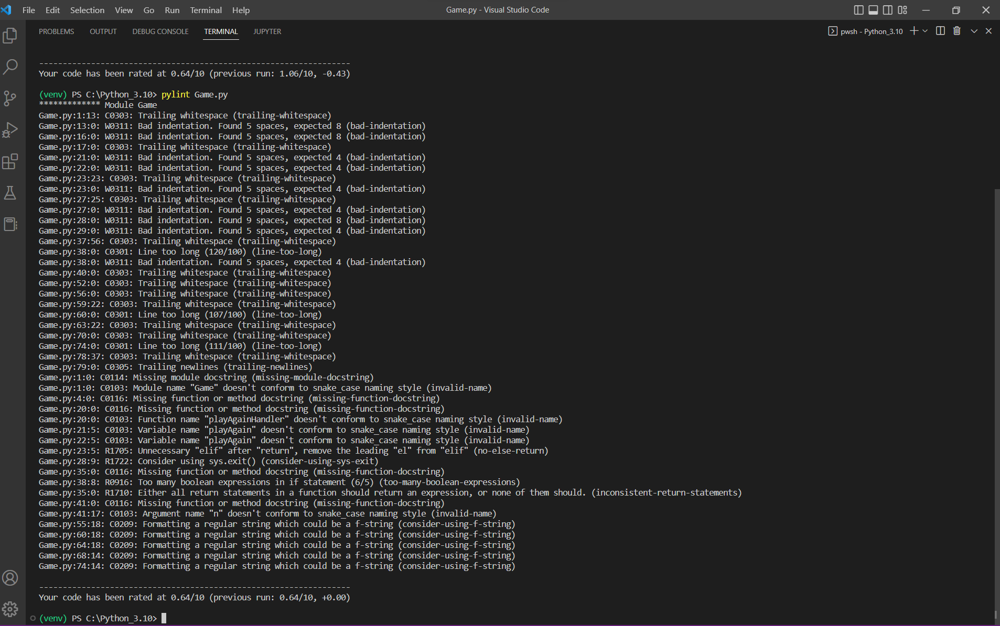 File Edit Selection View Go Run Terminal Help
Game.py - Visual Studio Code
PROBLEMS OUTPUT DEBUG CONSOLE TERMINAL JUPYTER
pwsh - Python_3.10
------------------------------------------------------------------
Your code has been rated at 0.64/10 (previous run: 1.06/10, -0.43)
(venv) PS C:\Python_3.10> pylint Game.py
************* Module Game
Game.py:1:13: C0303: Trailing whitespace (trailing-whitespace)
Game.py:13:0: W0311: Bad indentation. Found 5 spaces, expected 8 (bad-indentation)
Game.py:16:0: W0311: Bad indentation. Found 5 spaces, expected 8 (bad-indentation)
Game.py:17:0: C0303: Trailing whitespace (trailing-whitespace)
Game.py:21:0: W0311: Bad indentation. Found 5 spaces, expected 4 (bad-indentation)
Game.py:22:0: W0311: Bad indentation. Found 5 spaces, expected 4 (bad-indentation)
Game.py:23:23: C0303: Trailing whitespace (trailing-whitespace)
Game.py:23:0: W0311: Bad indentation. Found 5 spaces, expected 4 (bad-indentation)
Game.py:27:25: C0303: Trailing whitespace (trailing-whitespace)
Game.py:27:0: W0311: Bad indentation. Found 5 spaces, expected 4 (bad-indentation)
Game.py:28:0: W0311: Bad indentation. Found 9 spaces, expected 8 (bad-indentation)
Game.py:29:0: W0311: Bad indentation. Found 5 spaces, expected 4 (bad-indentation)
Game.py:37:56: C0303: Trailing whitespace (trailing-whitespace)
Game.py:38:0: C0301: Line too long (120/100) (line-too-long)
Game.py:38:0: W0311: Bad indentation. Found 5 spaces, expected 4 (bad-indentation)
Game.py:40:0: C0303: Trailing whitespace (trailing-whitespace)
Game.py:52:0: C0303: Trailing whitespace (trailing-whitespace)
Game.py:56:0: C0303: Trailing whitespace (trailing-whitespace)
Game.py:59:22: C0303: Trailing whitespace (trailing-whitespace)
Game.py:60:0: C0301: Line too long (107/100) (line-too-long)
Game.py:63:22: C0303: Trailing whitespace (trailing-whitespace)
Game.py:70:0: C0303: Trailing whitespace (trailing-whitespace)
Game.py:74:0: C0301: Line too long (111/100) (line-too-long)
Game.py:78:37: C0303: Trailing whitespace (trailing-whitespace)
Game.py:79:0: C0305: Trailing newlines (trailing-newlines)
Game.py:1:0: C0114: Missing module docstring (missing-module-docstring)
Game.py:1:0: C0103: Module name "Game" doesn't conform to snake_case naming style (invalid-name)
Game.py:4:0: C0116: Missing function or method docstring (missing-function-docstring)
Game.py:20:0: C0116: Missing function or method docstring (missing-function-docstring)
Game.py:20:0: C0103: Function name "playAgainHandler" doesn't conform to snake_case naming style (invalid-name)
Game.py:21:5: C0103: Variable name "playAgain" doesn't conform to snake_case naming style (invalid-name)
Game.py:22:5: C0103: Variable name "playAgain" doesn't conform to snake_case naming style (invalid-name)
Game.py:23:5: R1705: Unnecessary "elif" after "return", remove the leading "el" from "elif" (no-else-return)
Game.py:28:9: R1722: Consider using sys.exit() (consider-using-sys-exit)
Game.py:35:0: C0116: Missing function or method docstring (missing-function-docstring)
Game.py:38:8: R0916: Too many boolean expressions in if statement (6/5) (too-many-boolean-expressions)
Game.py:35:0: R1710: Either all return statements in a function should return an expression, or none of them should. (inconsistent-return-statements)
Game.py:41:0: C0116: Missing function or method docstring (missing-function-docstring)
Game.py:41:17: C0103: Argument name "n" doesn't conform to snake_case naming style (invalid-name)
Game.py:55:18: C0209: Formatting a regular string which could be a f-string (consider-using-f-string)
Game.py:60:18: C0209: Formatting a regular string which could be a f-string (consider-using-f-string)
Game.py:64:18: C0209: Formatting a regular string which could be a f-string (consider-using-f-string)
Game.py:68:14: C0209: Formatting a regular string which could be a f-string (consider-using-f-string)
Game.py:74:14: C0209: Formatting a regular string which could be a f-string (consider-using-f-string)
------------------------------------------------------------------
Your code has been rated at 0.64/10 (previous run: 0.64/10, +0.00)
(venv) PS C:\Python_3.10>